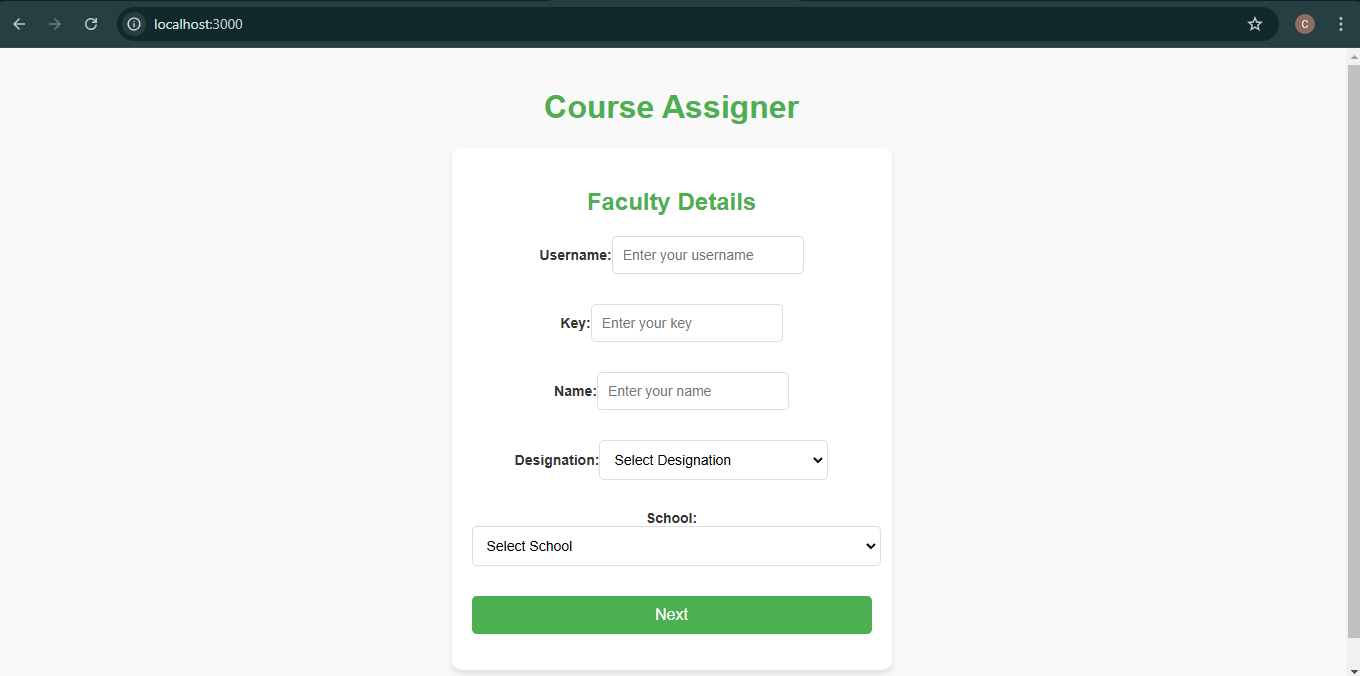 localhost:3000
C
Course Assigner
Faculty Details
Username: Enter your username
Key: Enter your key
Name: Enter your name
Designation: Select Designation
School:
Select School
Next